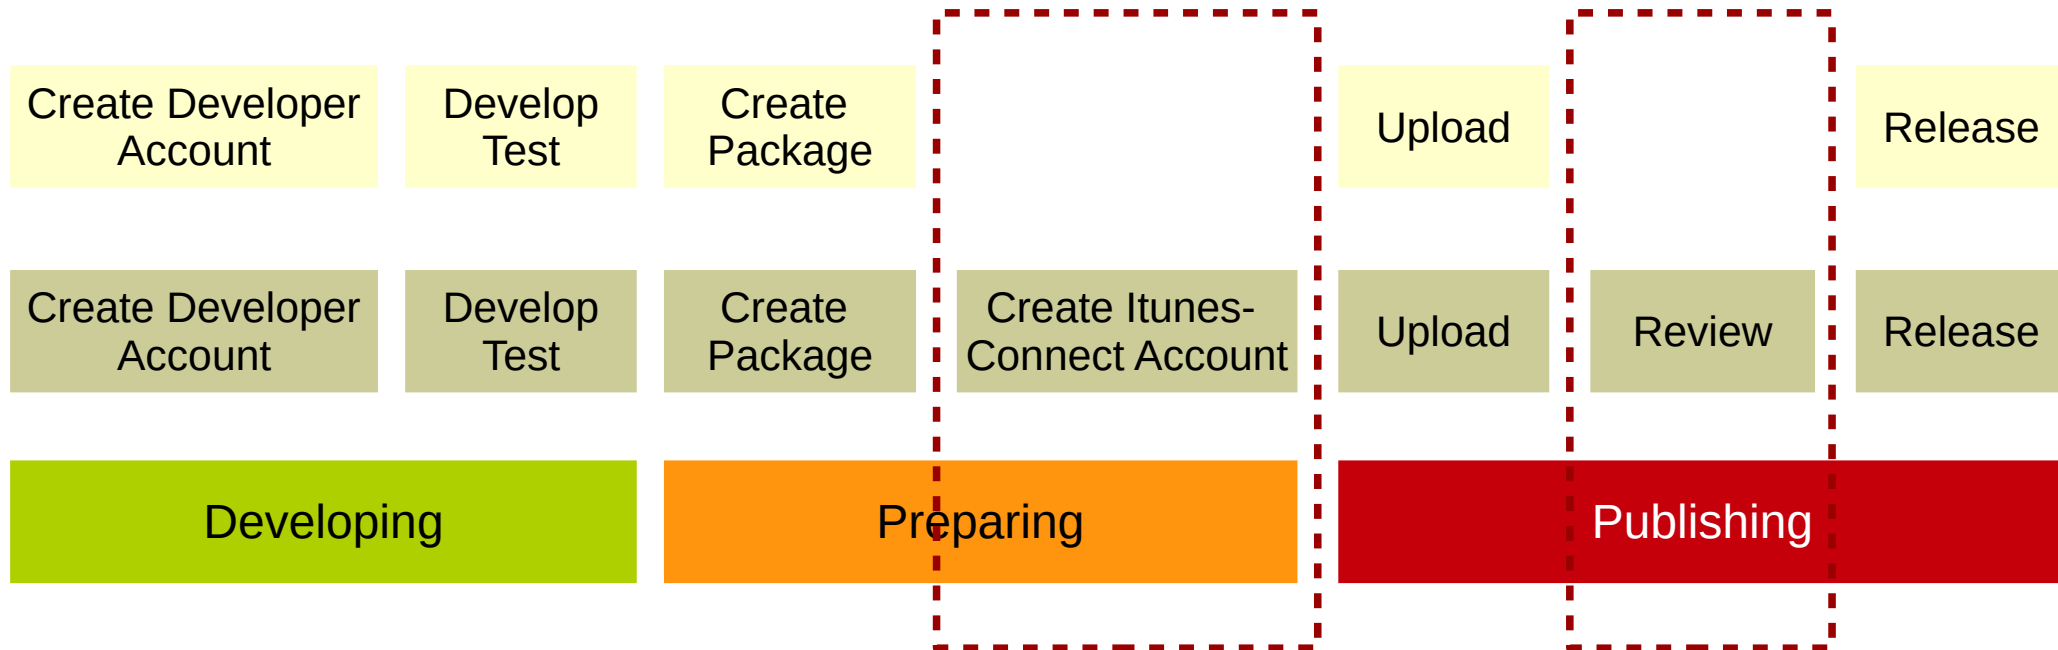 Create Developer
Account
Develop
Test
Create
Package
Upload
Release
Create Developer
Account
Develop
Test
Create
Package
Create Itunes-
Connect Account
Upload
Review
Release
Developing
Preparing
Publishing